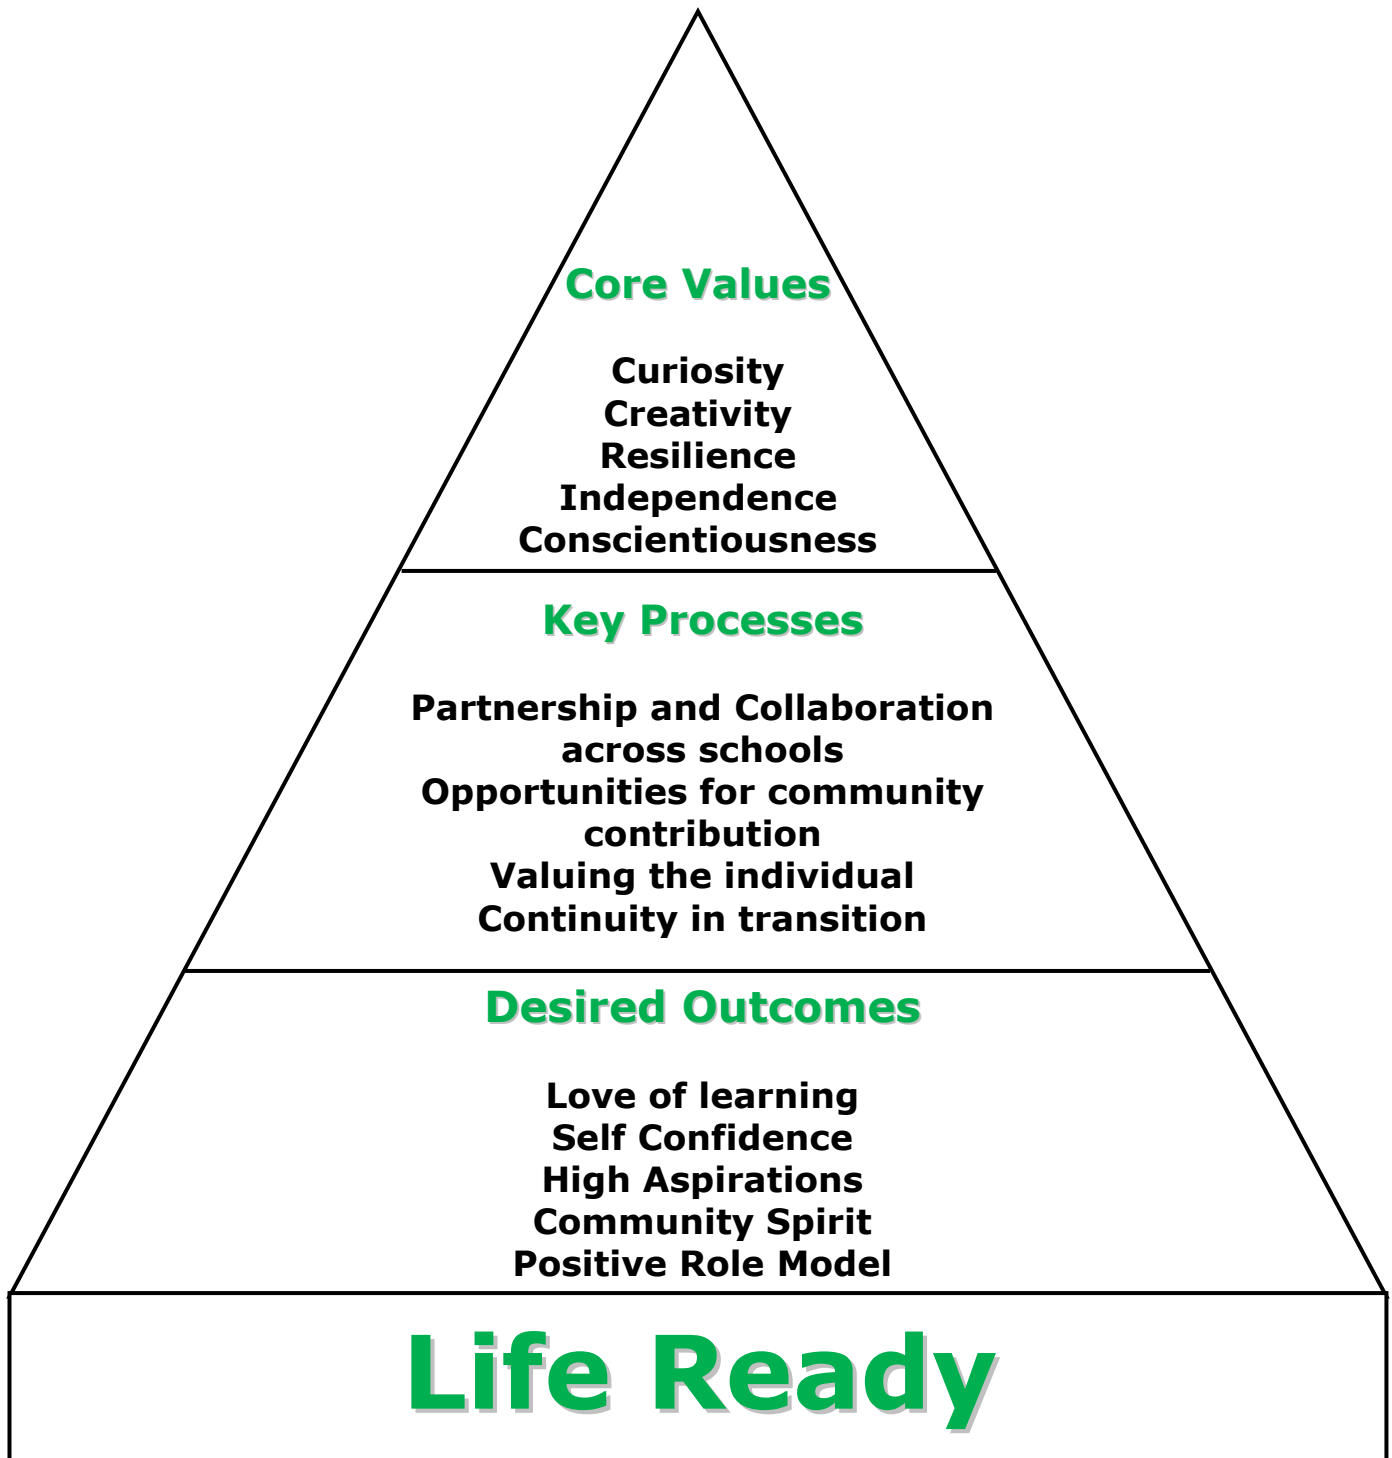 Core Values
Curiosity
Creativity
Resilience
Independence
Conscientiousness
Key Processes
Partnership and Collaboration
across schools
Opportunities for community
contribution
Valuing the individual
Continuity in transition
Desired Outcomes
Love of learning
Self Confidence
High Aspirations
Community Spirit
Positive Role Model
Life Ready